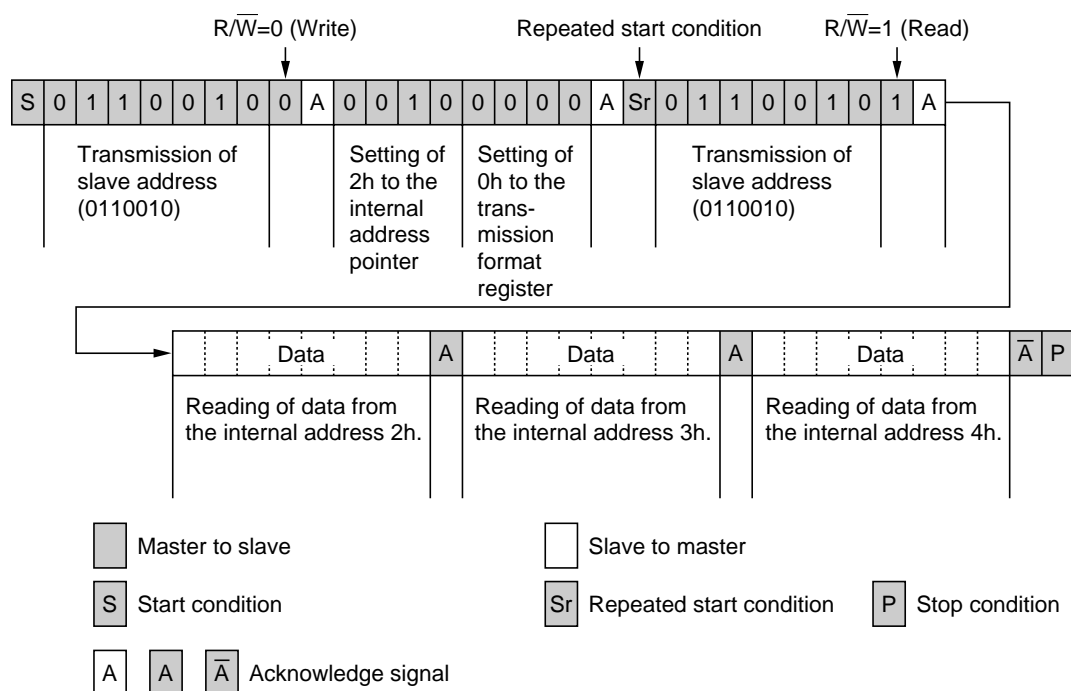 R/W̅=0 (Write) Repeated start condition R/W̅=1 (Read)
S 0 1 1 0 0 1 0 0 A 0 0 1 0 0 0 0 0 A Sr 0 1 1 0 0 1 0 1 A
Transmission of
slave address
(0110010)
Setting of
2h to the
internal
address
pointer
Setting of
0h to the
trans-
mission
format
register
Transmission of
slave address
(0110010)
Data A Data A Data A̅ P
Reading of data from
the internal address 2h.
Reading of data from
the internal address 3h.
Reading of data from
the internal address 4h.
Master to slave
Slave to master
S Start condition
Sr Repeated start condition
P Stop condition
A A A̅ Acknowledge signal